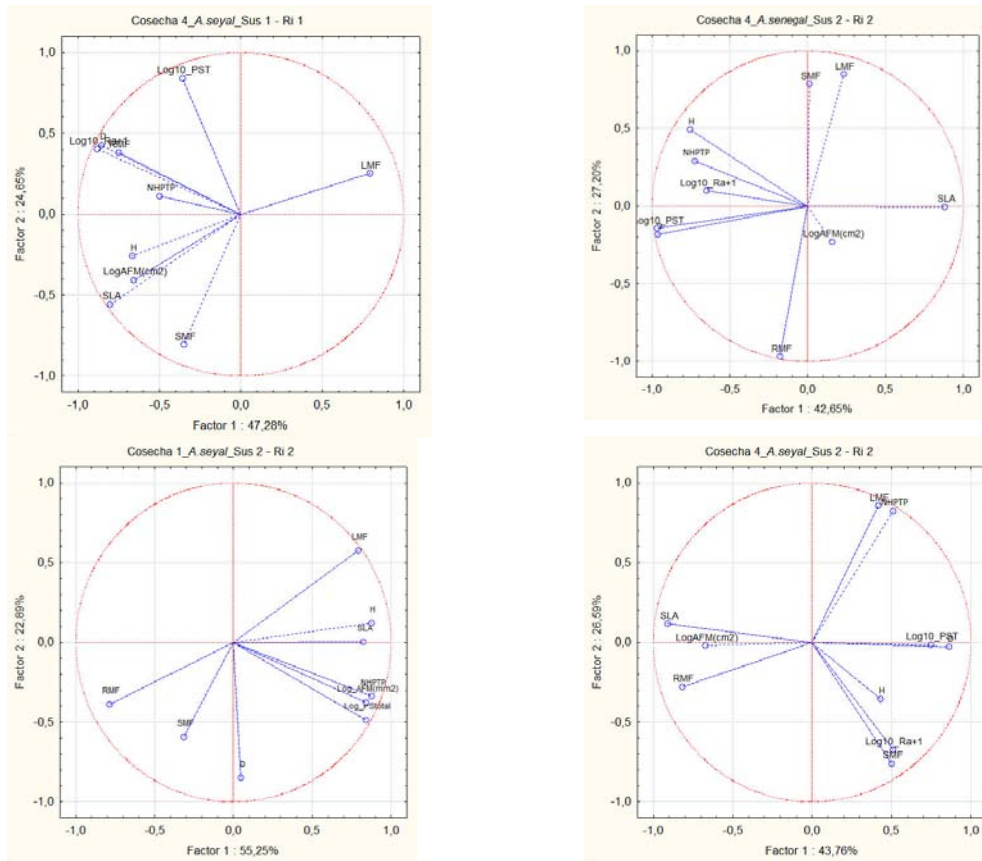 Cosecha 4_A.seyal_Sus 1 - Ri 1
1,0
Log10_PST
0,5
D
Log10_Ra+1
RMF
LMF
NHPTP
0,0
H
LogAFM(cm2)
-0,5
SLA
SMF
-1,0
-1,0 -0,5 0,0 0,5 1,0
Factor 1 : 47,28%
Factor 2 : 24,65%
Cosecha 4_A.senegal_Sus 2 - Ri 2
1,0
SMF LMF
H
0,5
NHPTP
Log10_Ra+1
0,0
SLA
Log10_PST
LogAFM(cm2)
-0,5
RMF
-1,0
-1,0 -0,5 0,0 0,5 1,0
Factor 1 : 42,65%
Factor 2 : 27,20%
Cosecha 1_A.seyal_Sus 2 - Ri 2
1,0
LMF
0,5
H
SLA
0,0
NHPTP
Log_AFM(mm2)
RMF
Log_PStotal
SMF
-0,5
D
-1,0
-1,0 -0,5 0,0 0,5 1,0
Factor 1 : 55,25%
Factor 2 : 22,89%
Cosecha 4_A.seyal_Sus 2 - Ri 2
1,0
LMF
NHPTP
0,5
SLA
LogAFM(cm2)
Log10_PST
0,0
RMF
H
-0,5
Log10_Ra+1
SMF
-1,0
-1,0 -0,5 0,0 0,5 1,0
Factor 1 : 43,76%
Factor 2 : 26,59%